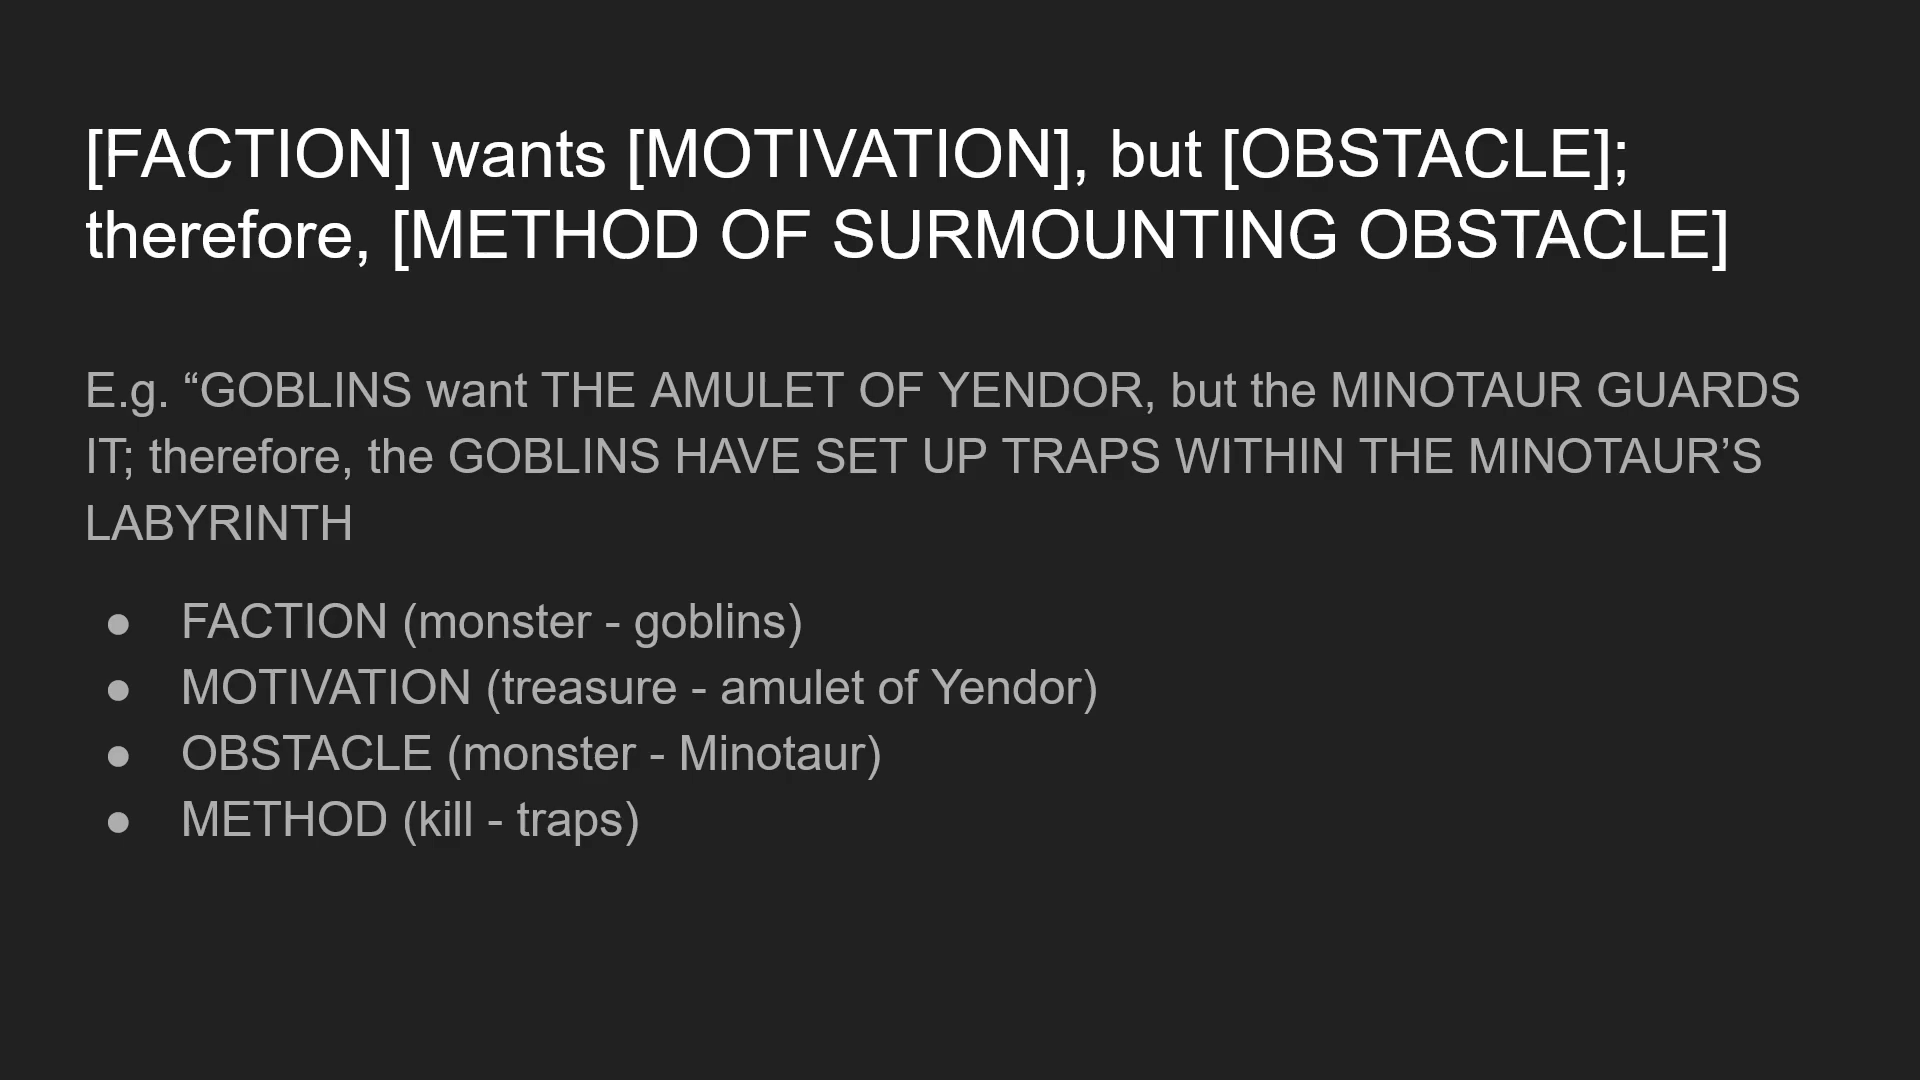 [FACTION] wants [MOTIVATION], but [OBSTACLE];
therefore, [METHOD OF SURMOUNTING OBSTACLE]
E.g. “GOBLINS want THE AMULET OF YENDOR, but the MINOTAUR GUARDS
IT; therefore, the GOBLINS HAVE SET UP TRAPS WITHIN THE MINOTAUR’S
LABYRINTH
● FACTION (monster - goblins)
● MOTIVATION (treasure - amulet of Yendor)
● OBSTACLE (monster - Minotaur)
● METHOD (kill - traps)